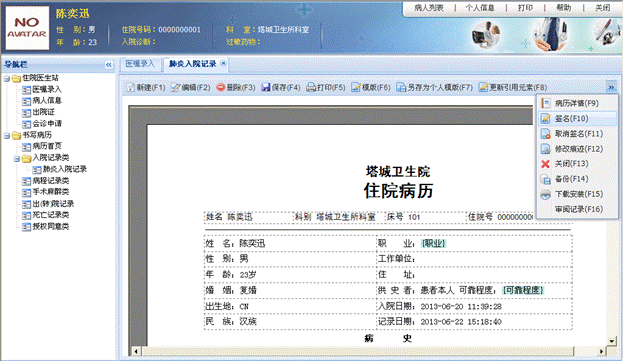 NO
AVATAR
陈奕迅
性 别：男
年 龄：23
住院号码：0000000001
入院诊断：
科 室：塔城卫生所科室
过敏药物：
病人列表 | 个人信息 | 打印 | 帮助 | 关闭
导航栏
住院医生站
医嘱录入
病人信息
出院证
会诊申请
书写病历
病历首页
入院记录类
肺炎入院记录
病程记录类
手术麻醉类
出(转)院记录
死亡记录类
授权同意类
医嘱录入
肺炎入院记录
新建(F1) 编辑(F2) 删除(F3) 保存(F4) 打印(F5) 模版(F6) 另存为个人模版(F7) 更新引用元素(F8)
病历详情(F9)
签名(F10)
取消签名(F11)
修改痕迹(F12)
关闭(F13)
备份(F14)
下载安装(F15)
审阅记录(F16)
塔城卫生院
住院病历
姓名 陈奕迅 科别 塔城卫生所科室 床号 101 住院号 000000000
姓 名：陈奕迅 职 业：{职业}
性 别：男 工作单位：
年 龄：23岁 住 址：
婚 姻：复婚 供 史 者：患者本人 可靠程度：{可靠程度}
出生地：CN 入院日期：2013-06-20 11:39:28
民 族：汉族 记录日期：2013-06-22 15:18:40
病 史